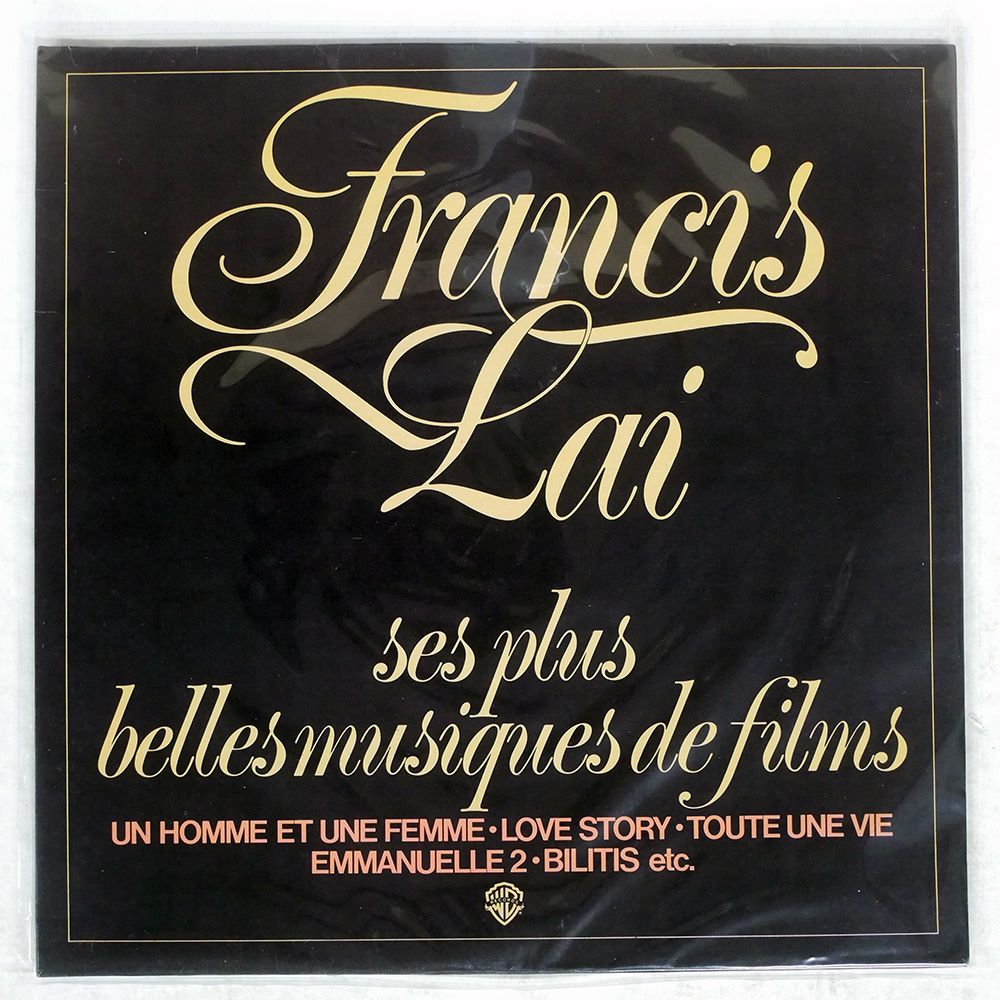 Francis
Lai
ses plus
belles musiques de films
UN HOMME ET UNE FEMME • LOVE STORY • TOUTE UNE VIE
EMMANUELLE 2 • BILITIS etc.
RECORDS